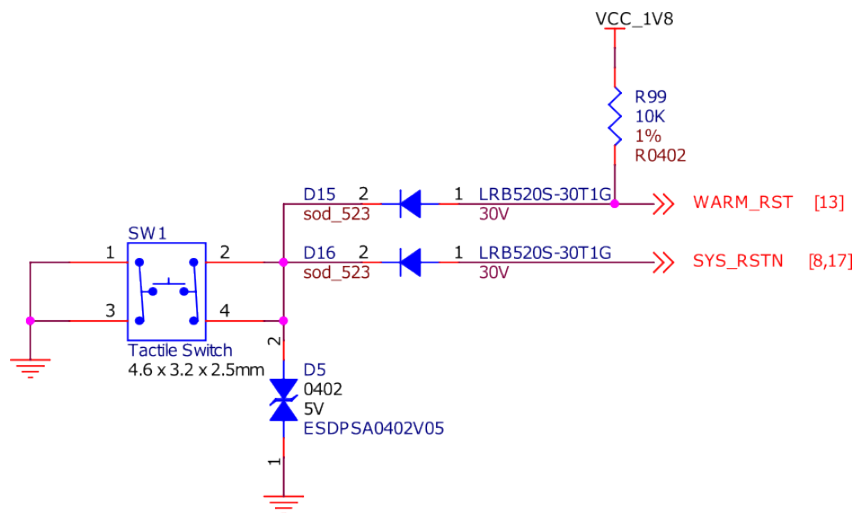 VCC_1V8
R99
10K
1%
R0402
D15 2 1 LRB520S-30T1G
sod_523 30V
WARM_RST [13]
SW1
1 2
D16 2 1 LRB520S-30T1G
sod_523 30V
SYS_RSTN [8,17]
3 4
Tactile Switch
4.6 x 3.2 x 2.5mm
2
D5
0402
5V
ESDPSA0402V05
1